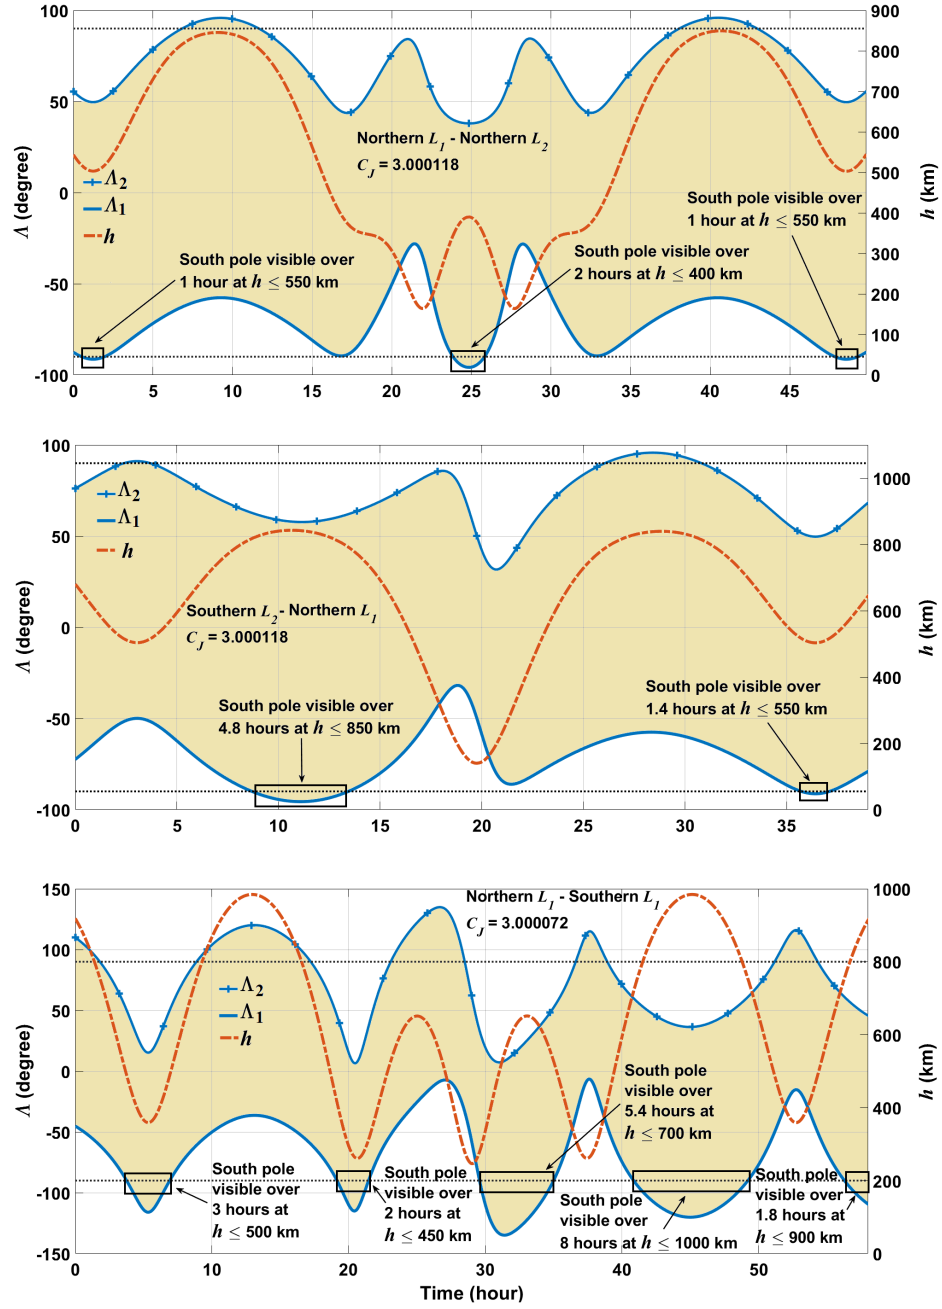 100
50
0
-50
-100
Λ (degree)
900
800
700
600
500
400
300
200
100
0
h (km)
0 5 10 15 20 25 30 35 40 45
Northern L1 - Northern L2
CJ = 3.000118
Λ2
Λ1
h
South pole visible over
1 hour at h ≤ 550 km
South pole visible over
2 hours at h ≤ 400 km
South pole visible over
1 hour at h ≤ 550 km
100
50
0
-50
-100
Λ (degree)
1000
800
600
400
200
0
h (km)
0 5 10 15 20 25 30 35
Λ2
Λ1
h
Southern L2 - Northern L1
CJ = 3.000118
South pole visible over
4.8 hours at h ≤ 850 km
South pole visible over
1.4 hours at h ≤ 550 km
150
100
50
0
-50
-100
-150
Λ (degree)
1000
800
600
400
200
0
h (km)
0 10 20 30 40 50
Time (hour)
Northern L1 - Southern L1
CJ = 3.000072
Λ2
Λ1
h
South pole
visible over
3 hours at
h ≤ 500 km
South pole
visible over
2 hours at
h ≤ 450 km
South pole
visible over
5.4 hours at
h ≤ 700 km
South pole
visible over
8 hours at h ≤ 1000 km
South pole
visible over
1.8 hours at
h ≤ 900 km